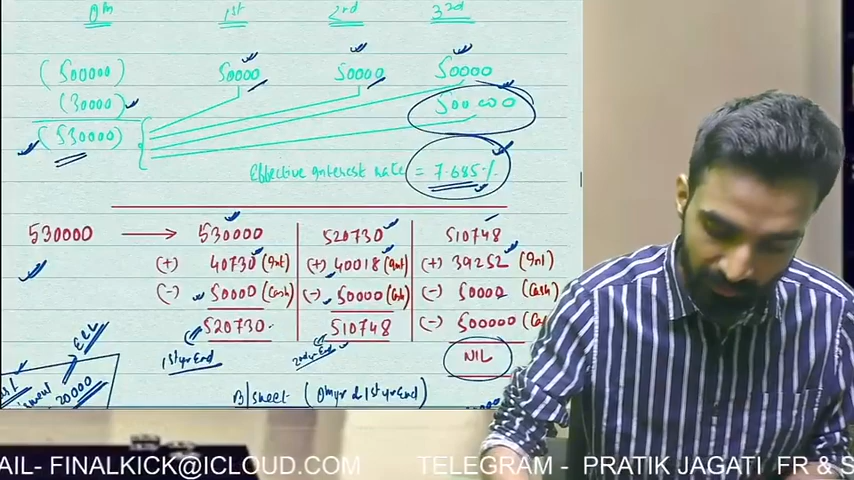 0th 1st 2nd 3rd
(500000) 50000 50000 50000
(30000) 500000
(530000)
Effective Interest rate = 7.685%
530000 → 530000 520730 510748
(+) 40730 (Int) (+) 40018 (Int) (+) 39252 (Int)
(-) 50000 (Cash) (-) 50000 (Cash) (-) 50000 (Cash)
520730 510748 (-) 500000 (Ca
1st yr End 2nd yr End NIL
20000
B/sheet (0th yr & 1st yr End)
AIL- FINALKICK@ICLOUD.COM TELEGRAM - PRATIK JAGATI FR & S